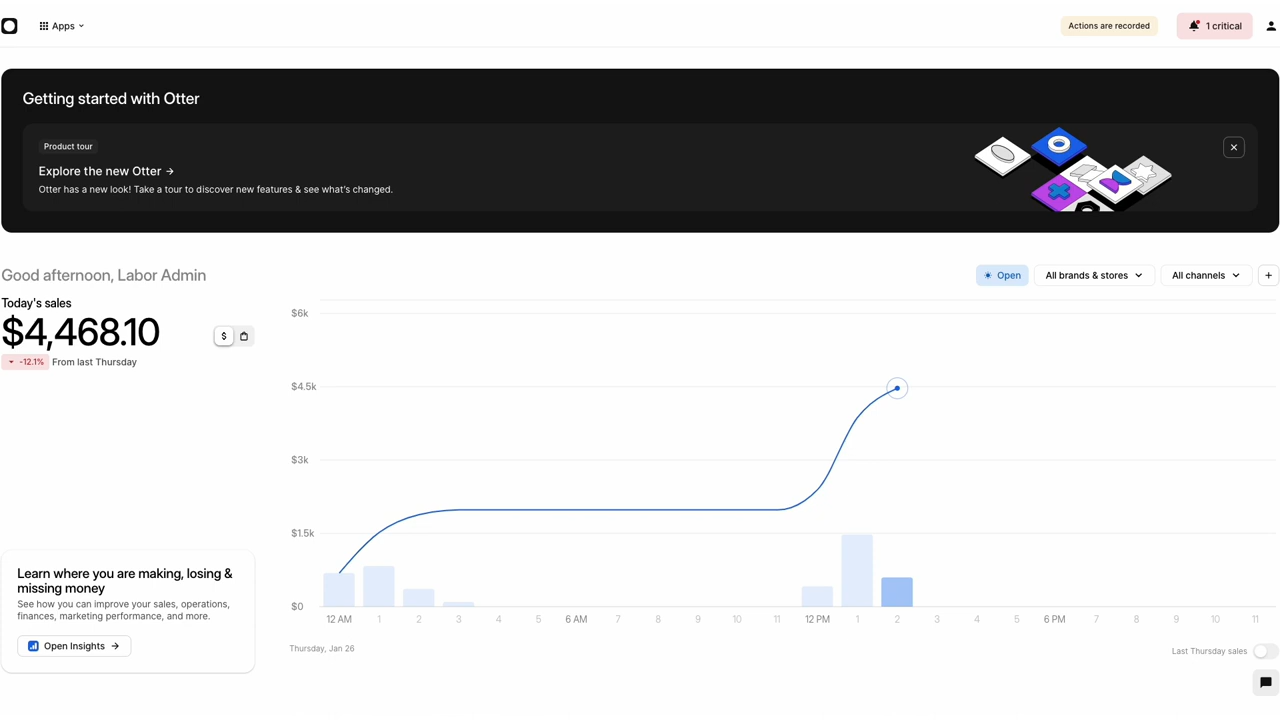 Apps
Actions are recorded
1 critical
Getting started with Otter
Product tour
Explore the new Otter →
Otter has a new look! Take a tour to discover new features & see what's changed.
Good afternoon, Labor Admin
Open
All brands & stores
All channels
Today's sales
$4,468.10
$
-12.1% From last Thursday
$6k
$4.5k
$3k
$1.5k
$0
12 AM 1 2 3 4 5 6 AM 7 8 9 10 11 12 PM 1 2 3 4 5 6 PM 7 8 9 10 11
Thursday, Jan 26
Last Thursday sales
Learn where you are making, losing &
missing money
See how you can improve your sales, operations,
finances, marketing performance, and more.
Open Insights →